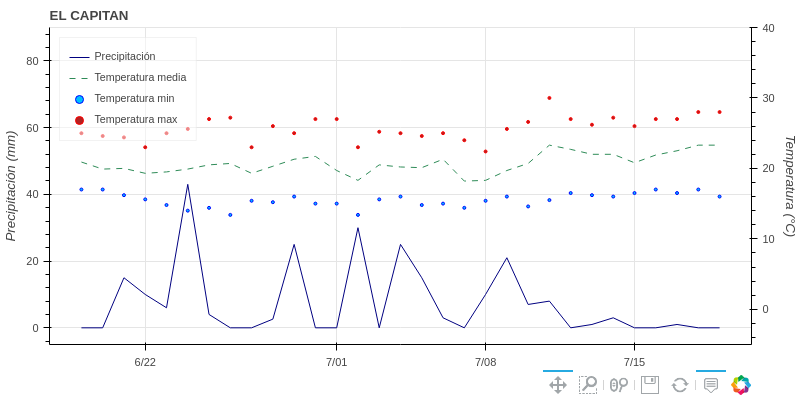 EL CAPITAN
Precipitación
Temperatura media
Temperatura min
Temperatura max
Precipitación (mm)
80
60
40
20
0
Temperatura (°C)
40
30
20
10
0
6/22
7/01
7/08
7/15